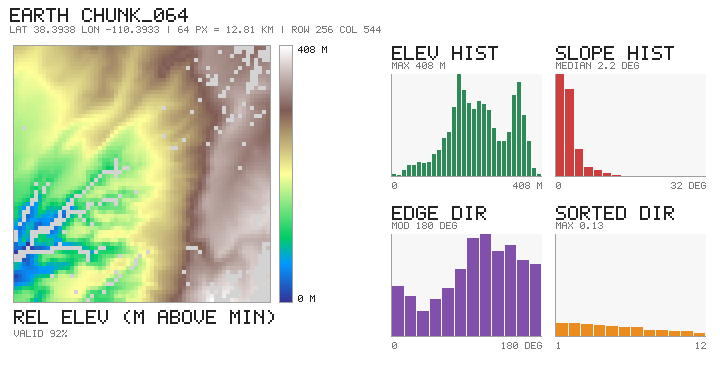 EARTH CHUNK_064
LAT 38.3938 LON -110.3933 | 64 PX = 12.81 KM | ROW 256 COL 544
408 M
0 M
REL ELEV (M ABOVE MIN)
VALID 92%
ELEV HIST
MAX 408 M
0 408 M
SLOPE HIST
MEDIAN 2.2 DEG
0 32 DEG
EDGE DIR
MOD 180 DEG
0 180 DEG
SORTED DIR
MAX 0.13
1 12